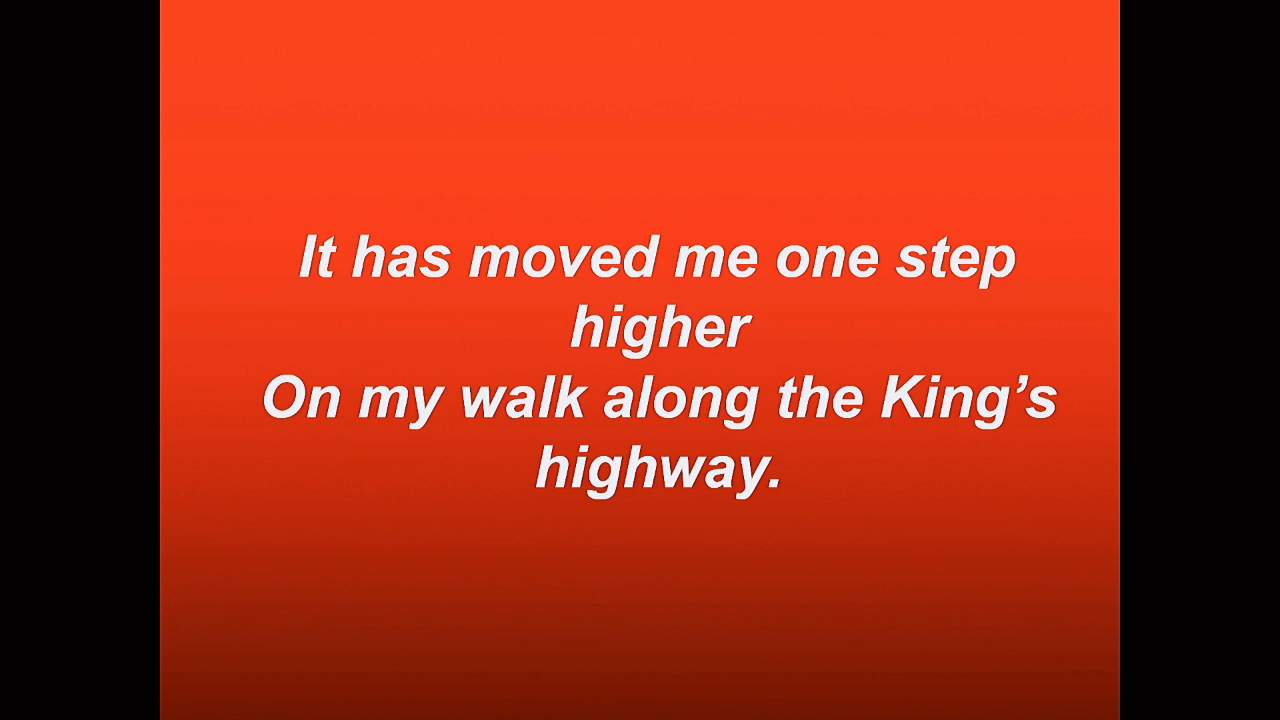 It has moved me one step
higher
On my walk along the King’s
highway.